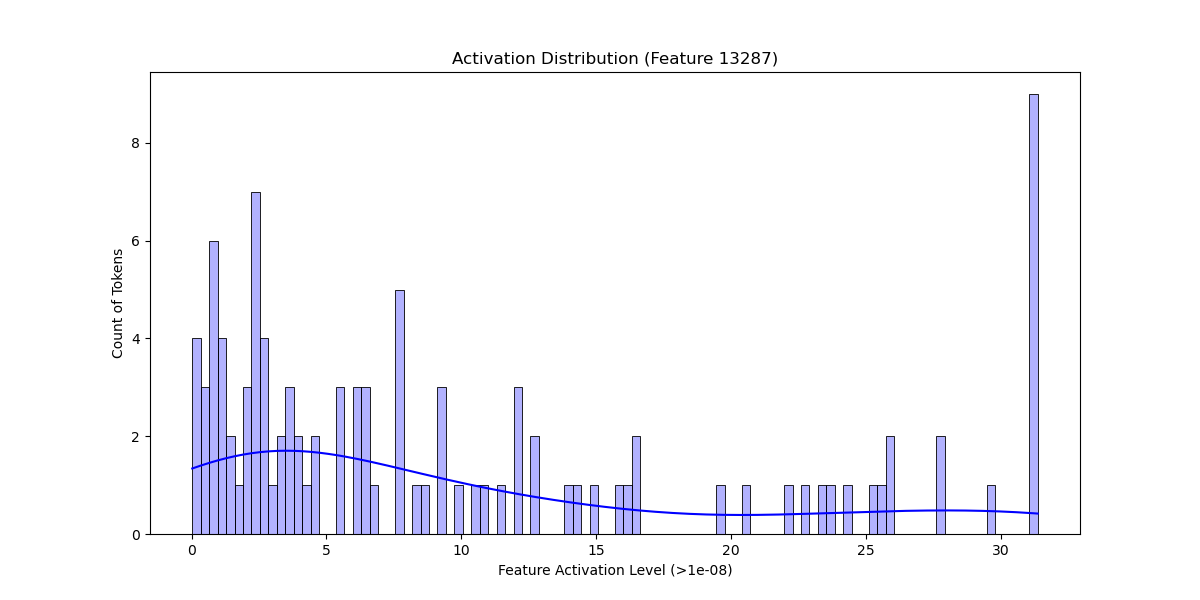 Activation Distribution (Feature 13287)
8
6
4
2
0
Count of Tokens
0 5 10 15 20 25 30
Feature Activation Level (>1e-08)